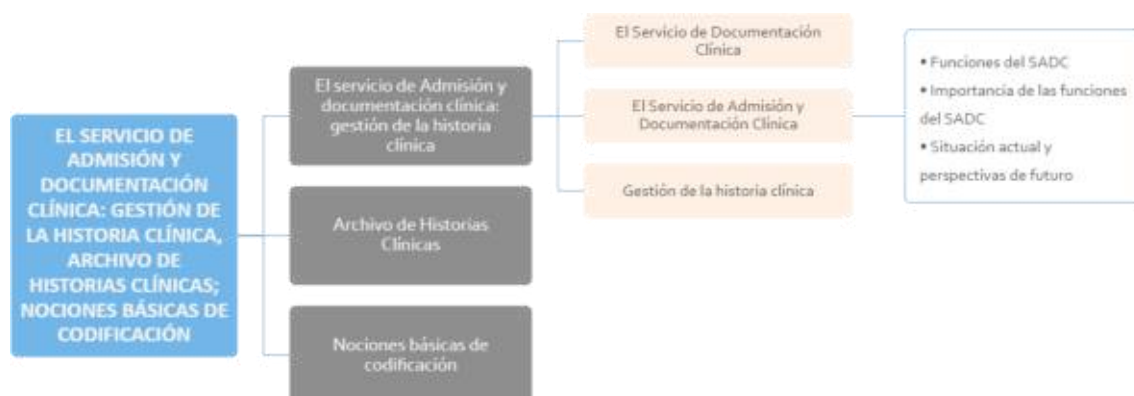 EL SERVICIO DE
ADMISIÓN Y
DOCUMENTACIÓN
CLÍNICA: GESTIÓN DE
LA HISTORIA CLÍNICA,
ARCHIVO DE
HISTORIAS CLÍNICAS;
NOCIONES BÁSICAS DE
CODIFICACIÓN
El servicio de Admisión y
documentación clínica:
gestión de la historia
clínica
Archivo de Historias
Clínicas
Nociones básicas de
codificación
El Servicio de Documentación
Clínica
El Servicio de Admisión y
Documentación Clínica
Gestión de la historia clínica
• Funciones del SADC
• Importancia de las funciones
del SADC
• Situación actual y
perspectivas de futuro